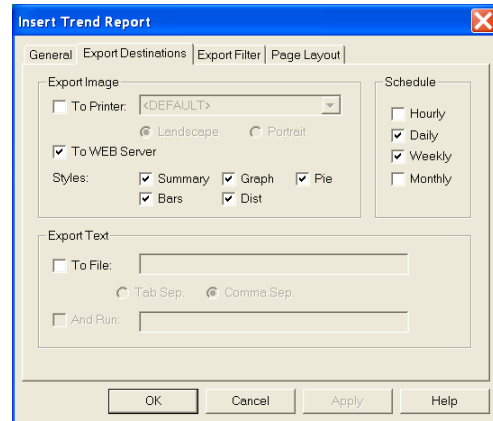 Insert Trend Report
General Export Destinations Export Filter Page Layout
Export Image
To Printer: <DEFAULT>
Landscape Portrait
To WEB Server
Styles: Summary Graph Pie
Bars Dist
Schedule
Hourly
Daily
Weekly
Monthly
Export Text
To File:
Tab Sep. Comma Sep.
And Run:
OK Cancel Apply Help